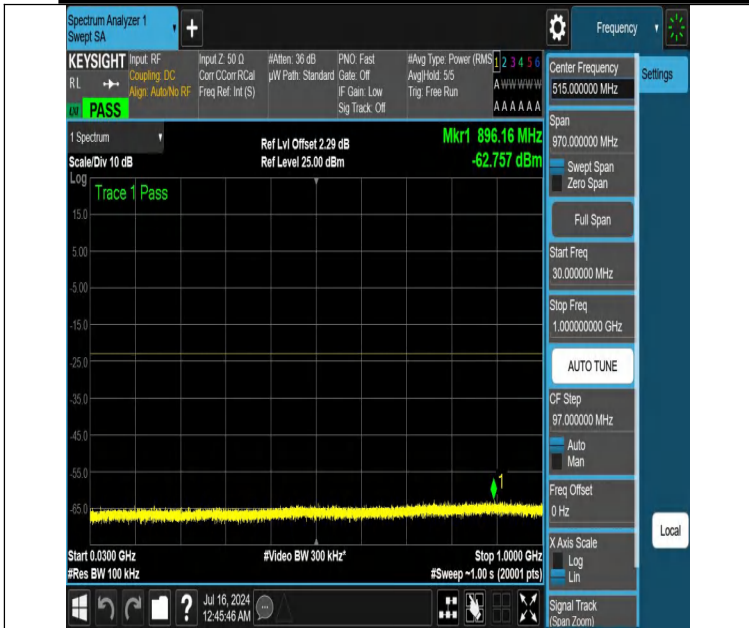 Spectrum Analyzer 1
Swept SA
Frequency
KEYSIGHT
RL
LXI
PASS
Input: RF
Coupling: DC
Align: Auto/No RF
Input Z: 50 Ω
Corr CCorr RCal
Freq Ref: Int (S)
#Atten: 36 dB
µW Path: Standard
PNO: Fast
Gate: Off
IF Gain: Low
Sig Track: Off
#Avg Type: Power (RMS
Avg|Hold: 5/5
Trig: Free Run
1 2 3 4 5 6
A W W W W W
A A A A A A
1 Spectrum
Scale/Div 10 dB
Log
Ref Lvl Offset 2.29 dB
Ref Level 25.00 dBm
Mkr1 896.16 MHz
-62.757 dBm
Trace 1 Pass
15.0
5.00
-5.00
-15.0
-25.0
-35.0
-45.0
-55.0
-65.0
1
Start 0.0300 GHz
#Res BW 100 kHz
#Video BW 300 kHz*
Stop 1.0000 GHz
#Sweep ~1.00 s (20001 pts)
Jul 16, 2024
12:45:46 AM
Center Frequency
515.000000 MHz
Span
970.000000 MHz
Swept Span
Zero Span
Full Span
Start Freq
30.000000 MHz
Stop Freq
1.000000000 GHz
AUTO TUNE
CF Step
97.000000 MHz
Auto
Man
Freq Offset
0 Hz
X Axis Scale
Log
Lin
Signal Track
(Span Zoom)
Settings
Local